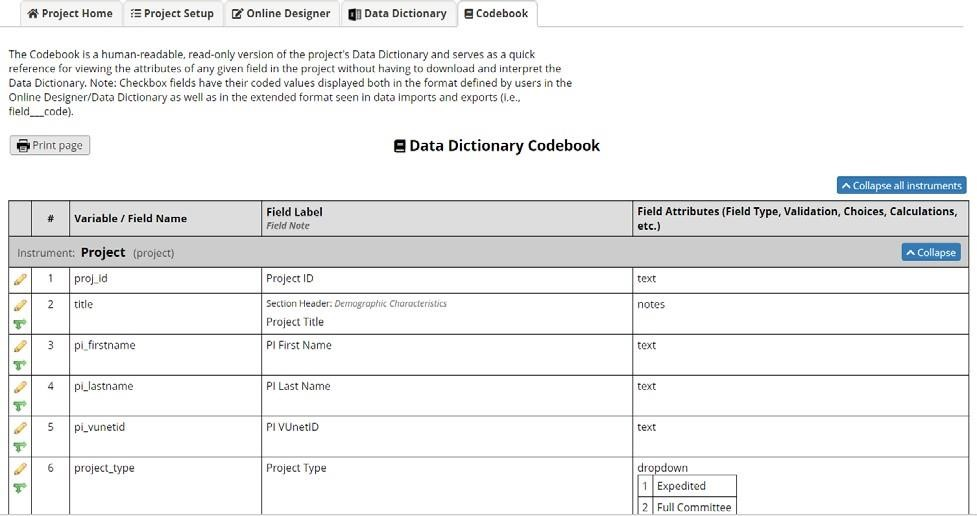 Project Home Project Setup Online Designer Data Dictionary Codebook
The Codebook is a human-readable, read-only version of the project's Data Dictionary and serves as a quick
reference for viewing the attributes of any given field in the project without having to download and interpret the
Data Dictionary. Note: Checkbox fields have their coded values displayed both in the format defined by users in the
Online Designer/Data Dictionary as well as in the extended format seen in data imports and exports (i.e.,
field___code).
Print page
Data Dictionary Codebook
Collapse all instruments
# Variable / Field Name Field Label Field Attributes (Field Type, Validation, Choices, Calculations,
Field Note etc.)
Instrument: Project (project) Collapse
1 proj_id Project ID text
2 title Section Header: Demographic Characteristics notes
Project Title
3 pi_firstname PI First Name text
4 pi_lastname PI Last Name text
5 pi_vunetid PI VUnetID text
6 project_type Project Type dropdown
1 Expedited
2 Full Committee